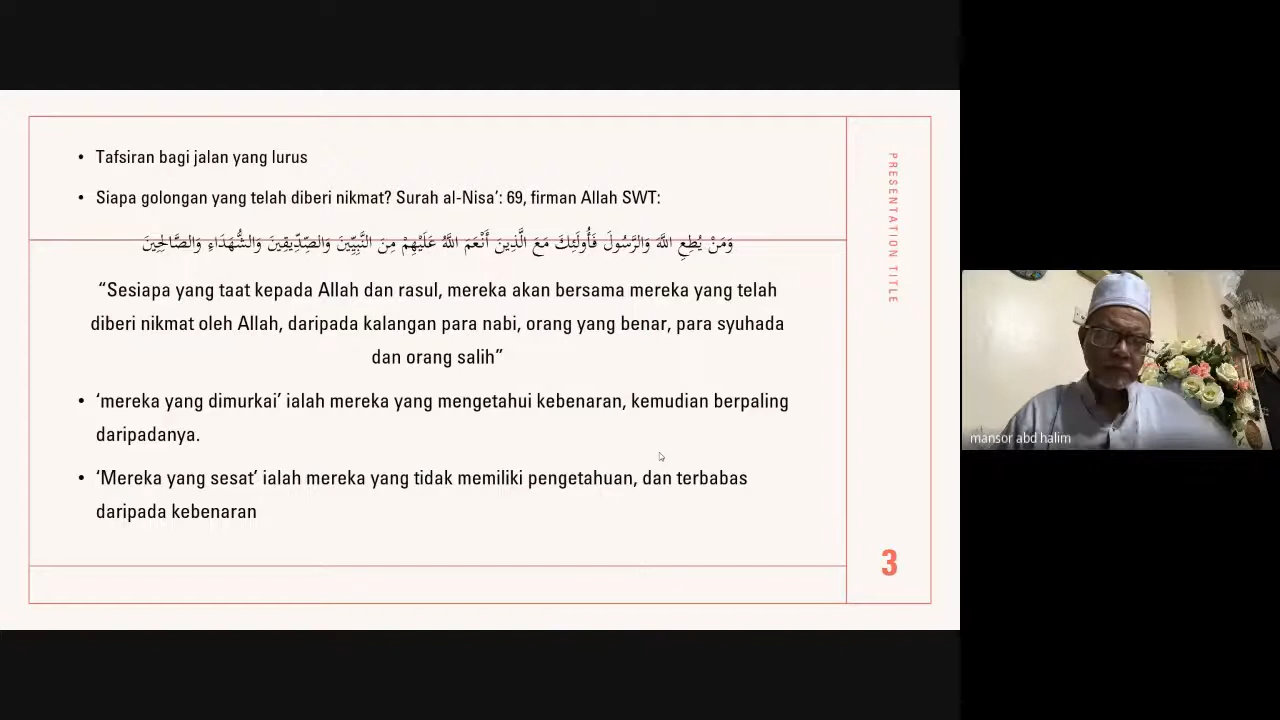 • Tafsiran bagi jalan yang lurus
• Siapa golongan yang telah diberi nikmat? Surah al-Nisa’: 69, firman Allah SWT:
وَمَنْ يُطِعِ اللَّهَ وَالرَّسُولَ فَأُولَئِكَ مَعَ الَّذِينَ أَنْعَمَ اللَّهُ عَلَيْهِمْ مِنَ النَّبِيِّينَ وَالصِّدِّيقِينَ وَالشُّهَدَاءِ وَالصَّالِحِينَ
“Sesiapa yang taat kepada Allah dan rasul, mereka akan bersama mereka yang telah
diberi nikmat oleh Allah, daripada kalangan para nabi, orang yang benar, para syuhada
dan orang salih”
• ‘mereka yang dimurkai’ ialah mereka yang mengetahui kebenaran, kemudian berpaling
daripadanya.
• ‘Mereka yang sesat’ ialah mereka yang tidak memiliki pengetahuan, dan terbabas
daripada kebenaran
PRESENTATION TITLE
3
mansor abd halim